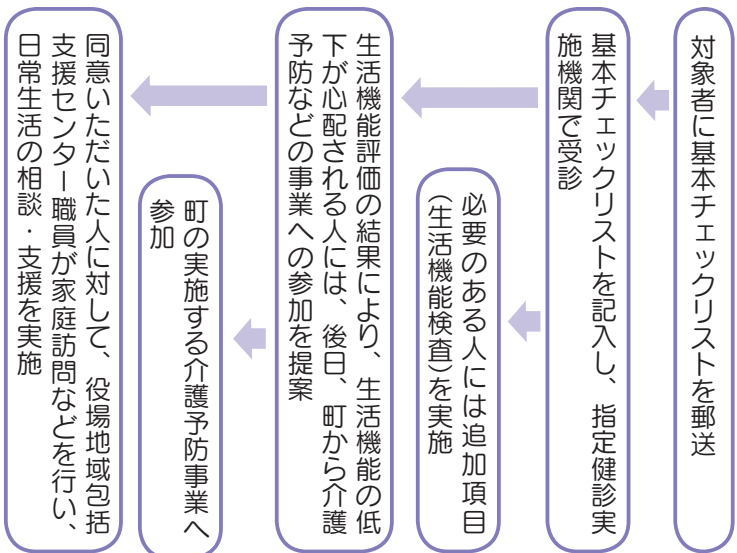 対象者に基本チェックリストを郵送
基本チェックリストを記入し、指定健診実
施機関で受診
必要のある人には追加項目
(生活機能検査)を実施
生活機能評価の結果により、生活機能の低
下が心配される人には、後日、町から介護
予防などの事業への参加を提案
町の実施する介護予防事業へ
参加
同意いただいた人に対して、役場地域包括
支援センター職員が家庭訪問などを行い、
日常生活の相談・支援を実施